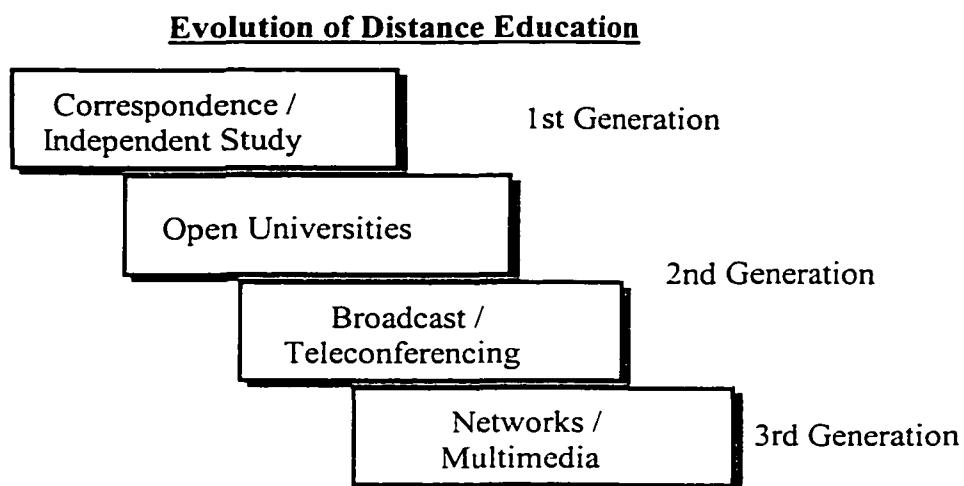 Evolution of Distance Education
Correspondence /
Independent Study
1st Generation
Open Universities
2nd Generation
Broadcast /
Teleconferencing
Networks /
Multimedia
3rd Generation